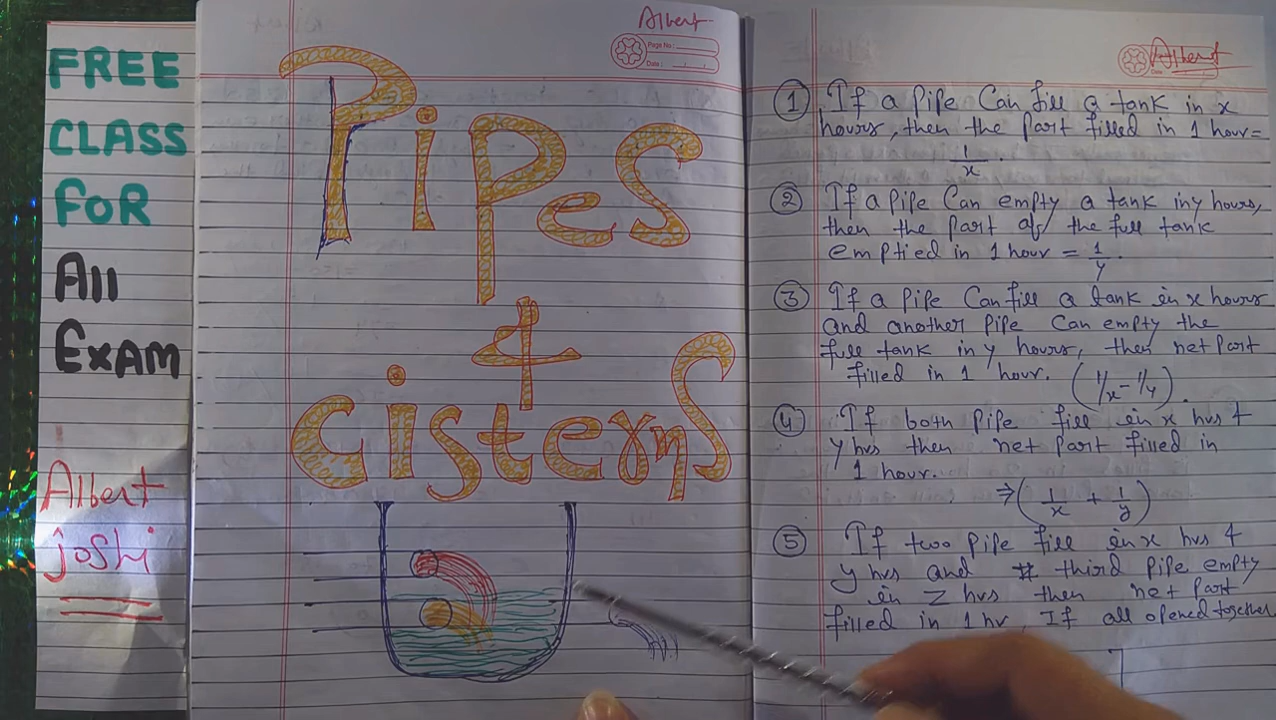 FREE
CLASS
FOR
All
EXAM
Albert
joshi
Albert
Page No :
Date :
Pipes
&
cisterns
Albert
Date
① If a Pipe Can fill a tank in x
hours, then the part filled in 1 hour =
1/x .
② If a pipe Can empty a tank in y hours,
then the part of the full tank
emptied in 1 hour = 1/y .
③ If a pipe Can fill a tank in x hours
and another pipe can empty the
full tank in y hours, then net part
filled in 1 hour. (1/x - 1/y) .
④ If both pipe fill in x hrs &
y hrs then net part filled in
1 hour.
⇒ (1/x + 1/y)
⑤ If two pipe fill in x hrs &
y hrs and third pipe empty
in z hrs then net part
filled in 1 hr, If all opened together